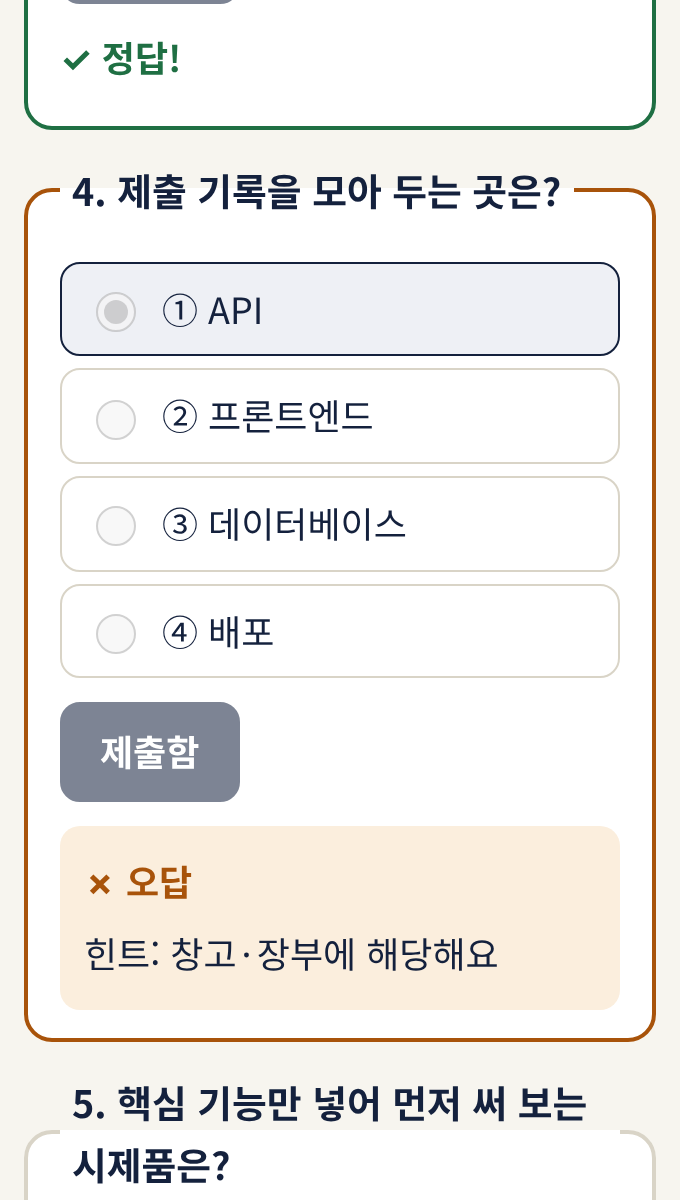 ✓ 정답!
4. 제출 기록을 모아 두는 곳은?
① API
② 프론트엔드
③ 데이터베이스
④ 배포
제출함
× 오답
힌트: 창고·장부에 해당해요
5. 핵심 기능만 넣어 먼저 써 보는
시제품은?